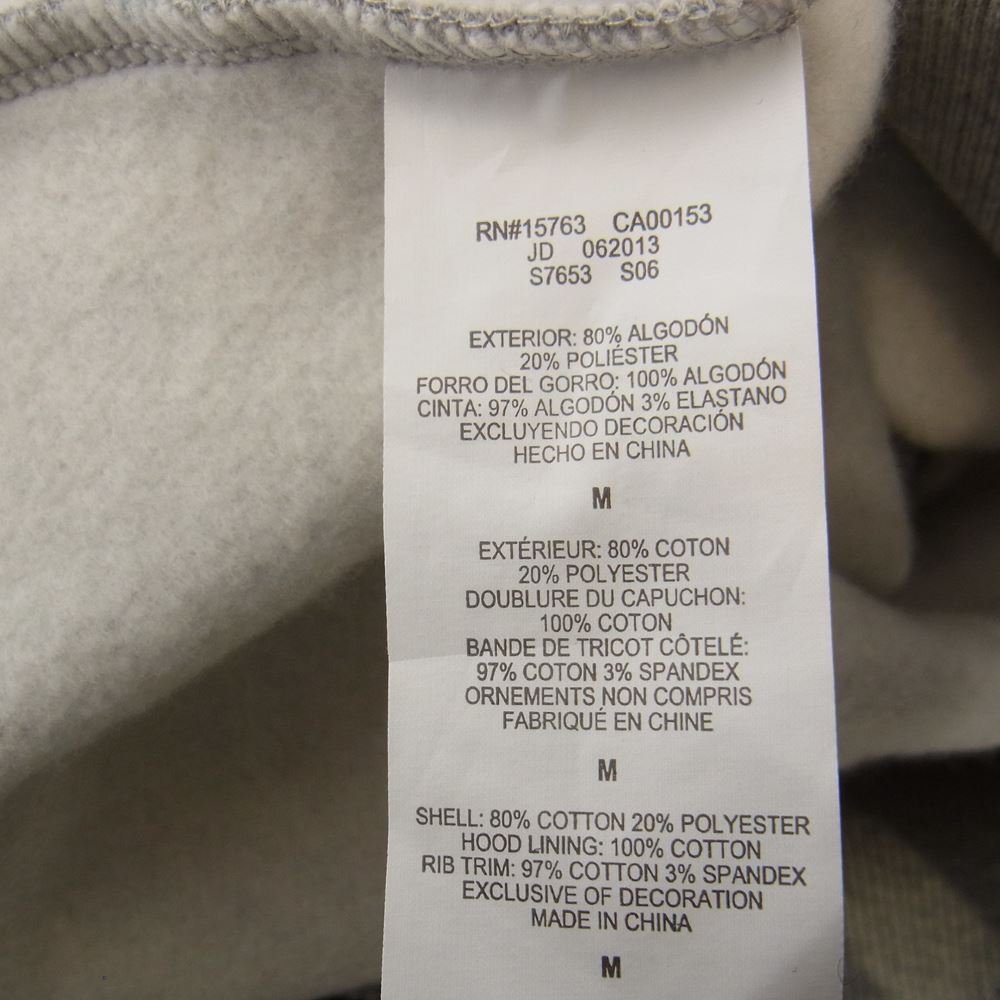 RN#15763 CA00153
JD 062013
S7653 S06
EXTERIOR: 80% ALGODÓN
20% POLIÉSTER
FORRO DEL GORRO: 100% ALGODÓN
CINTA: 97% ALGODÓN 3% ELASTANO
EXCLUYENDO DECORACIÓN
HECHO EN CHINA
M
EXTÉRIEUR: 80% COTON
20% POLYESTER
DOUBLURE DU CAPUCHON:
100% COTON
BANDE DE TRICOT CÔTELÉ:
97% COTON 3% SPANDEX
ORNEMENTS NON COMPRIS
FABRIQUÉ EN CHINE
M
SHELL: 80% COTTON 20% POLYESTER
HOOD LINING: 100% COTTON
RIB TRIM: 97% COTTON 3% SPANDEX
EXCLUSIVE OF DECORATION
MADE IN CHINA
M